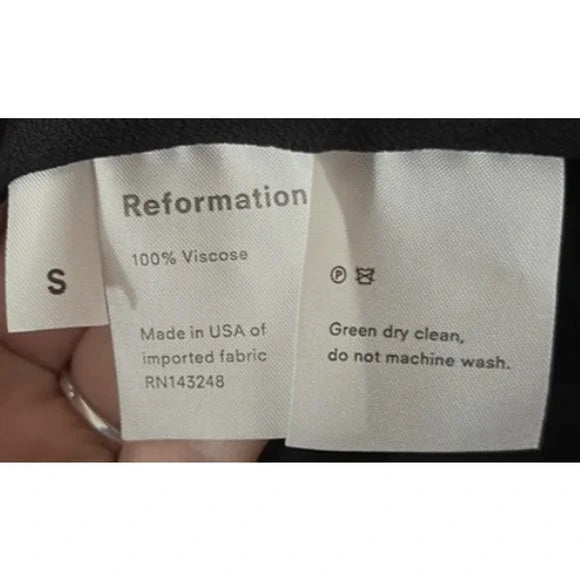 S
Reformation
100% Viscose
Made in USA of
imported fabric
RN143248
P
Green dry clean,
do not machine wash.